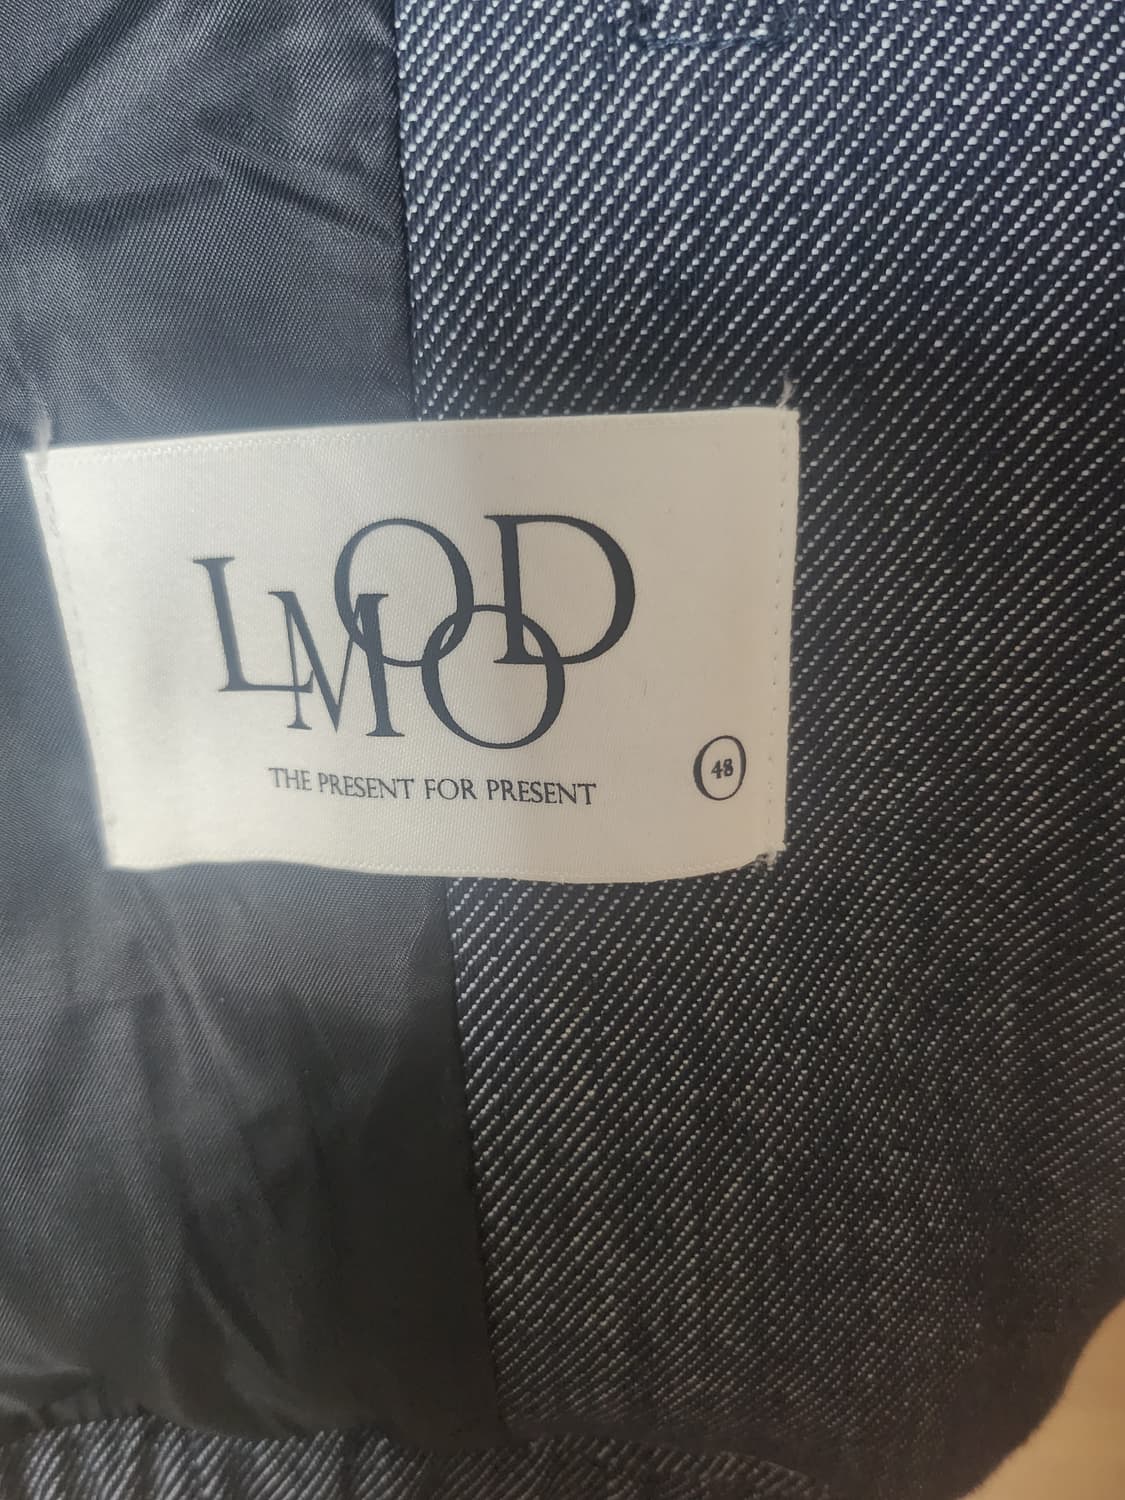 LMOOD
THE PRESENT FOR PRESENT
48